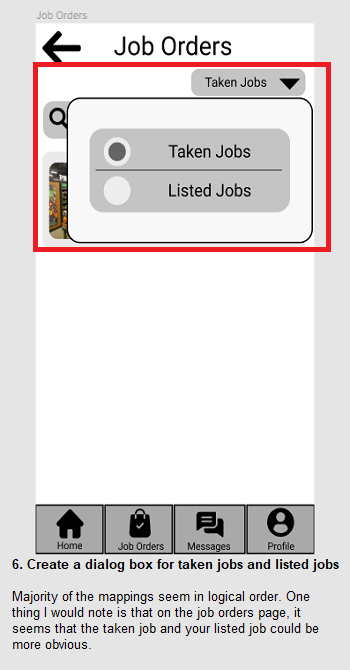 Job Orders
Job Orders
Taken Jobs
Taken Jobs
Listed Jobs
Home Job Orders Messages Profile
6. Create a dialog box for taken jobs and listed jobs
Majority of the mappings seem in logical order. One
thing I would note is that on the job orders page, it
seems that the taken job and your listed job could be
more obvious.